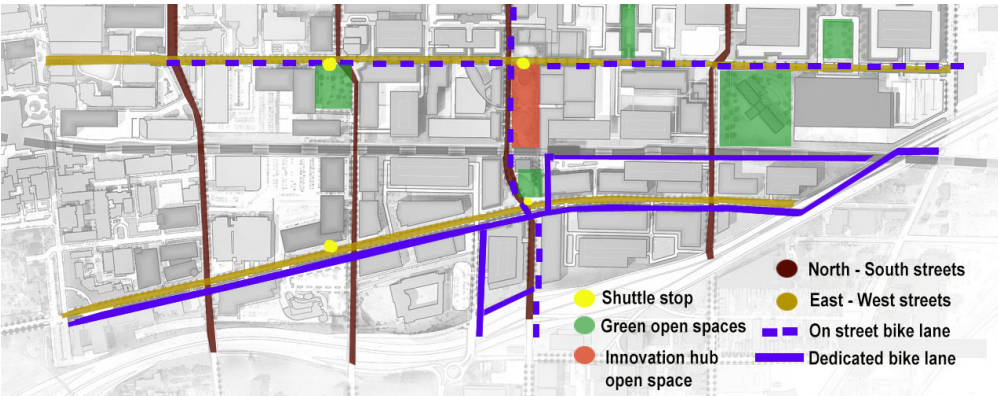 North - South streets
Shuttle stop
East - West streets
Green open spaces
On street bike lane
Innovation hub
open space
Dedicated bike lane